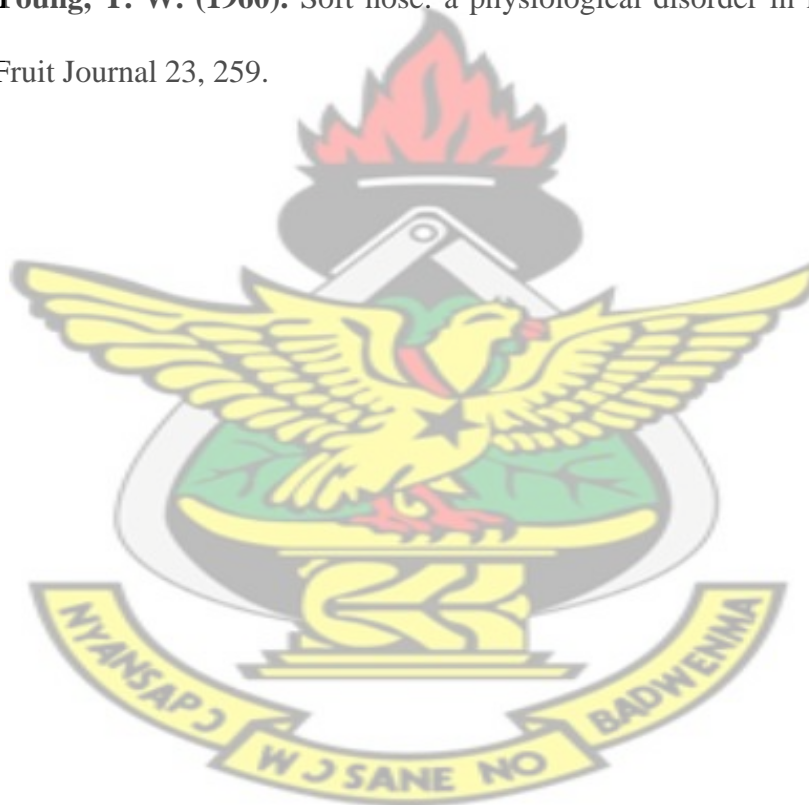 Young, T. W. (1960). Soft nose: a physiological disorder in
Fruit Journal 23, 259.
NYANSAPƆ
WƆSANE NO
BADWENMA